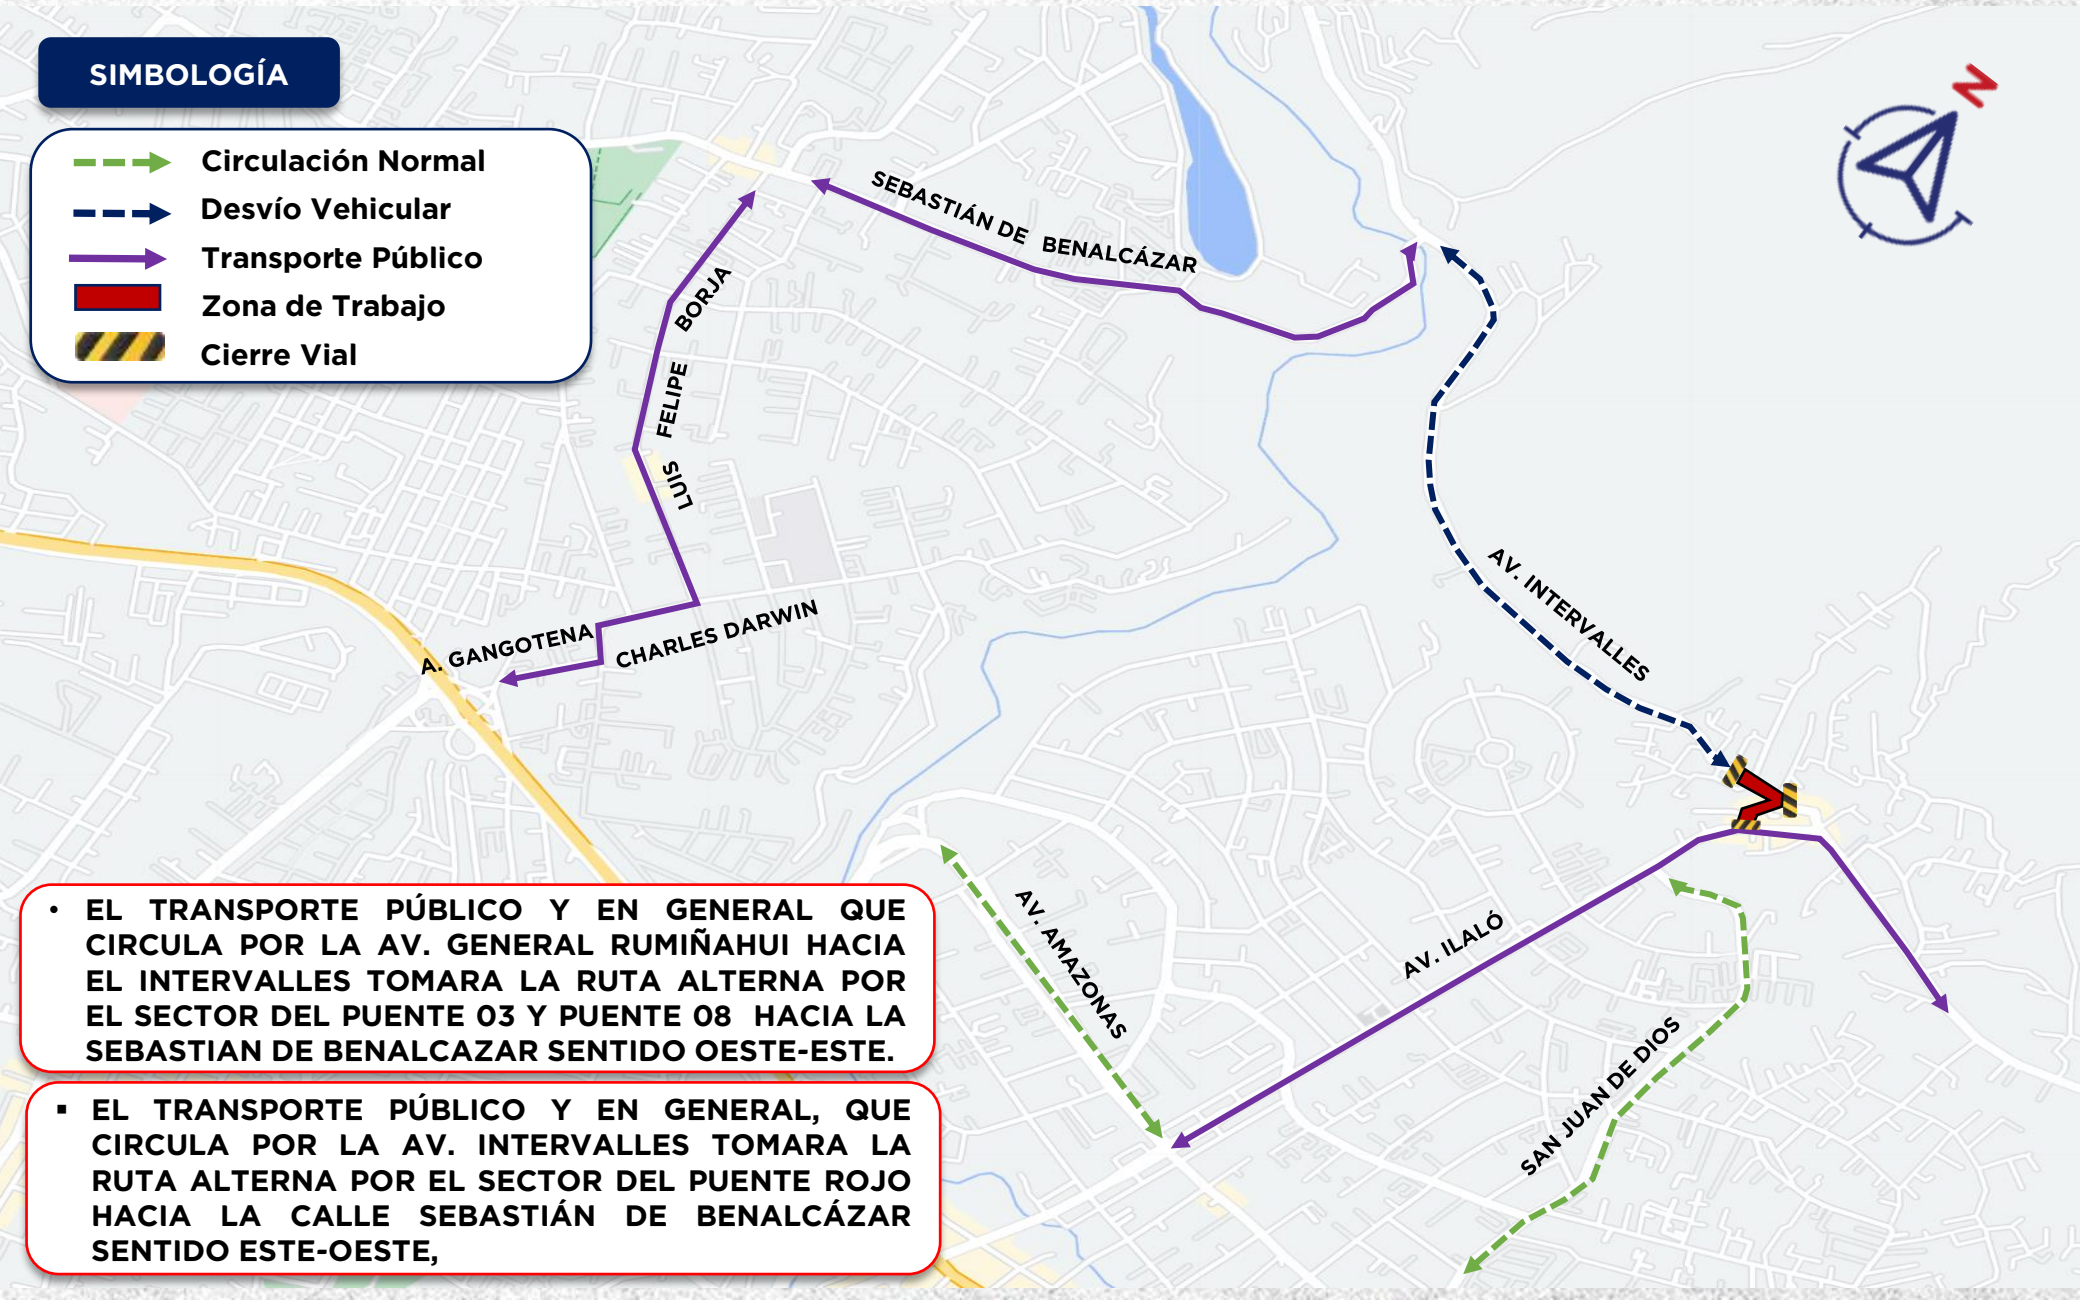 SIMBOLOGÍA
Circulación Normal
Desvío Vehicular
Transporte Público
Zona de Trabajo
Cierre Vial
N
SEBASTIÁN DE BENALCÁZAR
LUIS FELIPE BORJA
A. GANGOTENA
CHARLES DARWIN
AV. INTERVALLES
AV. AMAZONAS
AV. ILALÓ
SAN JUAN DE DIOS
• EL TRANSPORTE PÚBLICO Y EN GENERAL QUE
CIRCULA POR LA AV. GENERAL RUMIÑAHUI HACIA
EL INTERVALLES TOMARA LA RUTA ALTERNA POR
EL SECTOR DEL PUENTE 03 Y PUENTE 08 HACIA LA
SEBASTIAN DE BENALCAZAR SENTIDO OESTE-ESTE.
▪ EL TRANSPORTE PÚBLICO Y EN GENERAL, QUE
CIRCULA POR LA AV. INTERVALLES TOMARA LA
RUTA ALTERNA POR EL SECTOR DEL PUENTE ROJO
HACIA LA CALLE SEBASTIÁN DE BENALCÁZAR
SENTIDO ESTE-OESTE,